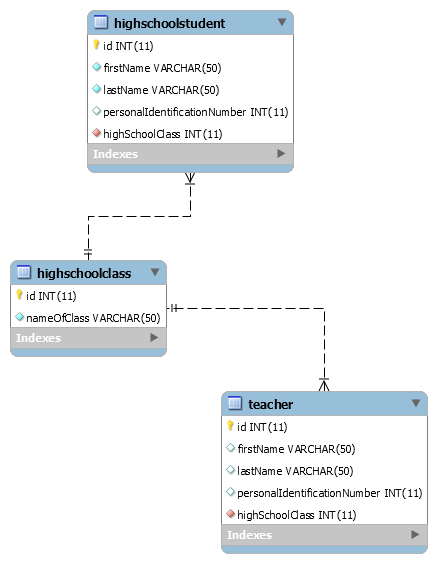 highschoolstudent
id INT(11)
firstName VARCHAR(50)
lastName VARCHAR(50)
personalIdentificationNumber INT(11)
highSchoolClass INT(11)
Indexes
highschoolclass
id INT(11)
nameOfClass VARCHAR(50)
Indexes
teacher
id INT(11)
firstName VARCHAR(50)
lastName VARCHAR(50)
personalIdentificationNumber INT(11)
highSchoolClass INT(11)
Indexes